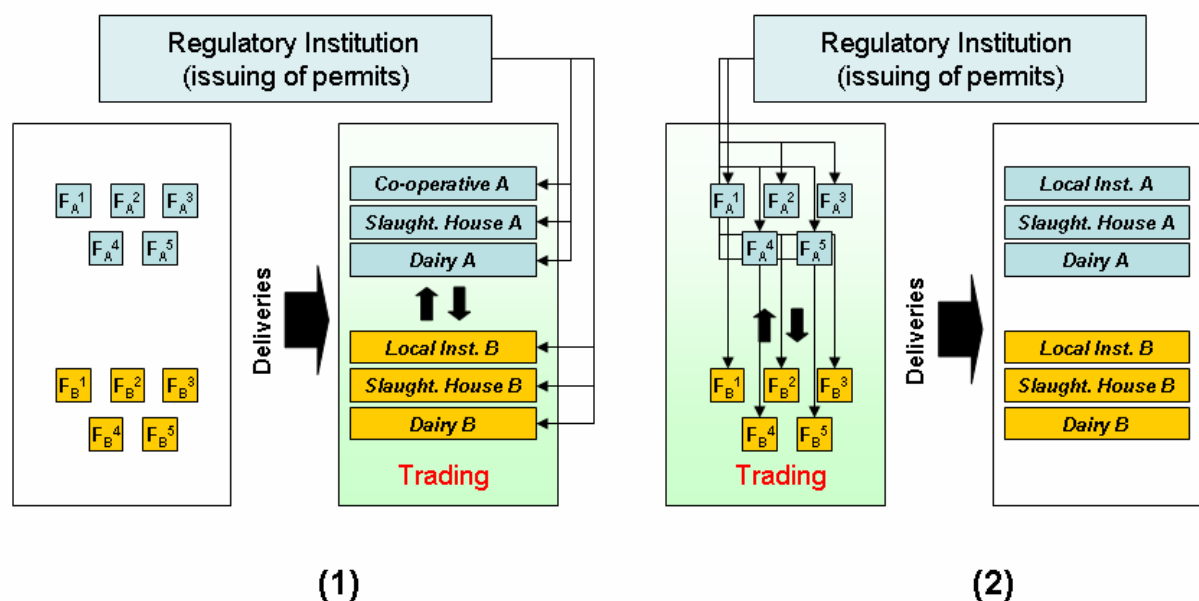 Regulatory Institution
(issuing of permits)
F_A^1 F_A^2 F_A^3
F_A^4 F_A^5
F_B^1 F_B^2 F_B^3
F_B^4 F_B^5
Deliveries
Co-operative A
Slaught. House A
Dairy A
Local Inst. B
Slaught. House B
Dairy B
Trading
(1)
Regulatory Institution
(issuing of permits)
F_A^1 F_A^2 F_A^3
F_A^4 F_A^5
F_B^1 F_B^2 F_B^3
F_B^4 F_B^5
Trading
Deliveries
Local Inst. A
Slaught. House A
Dairy A
Local Inst. B
Slaught. House B
Dairy B
(2)